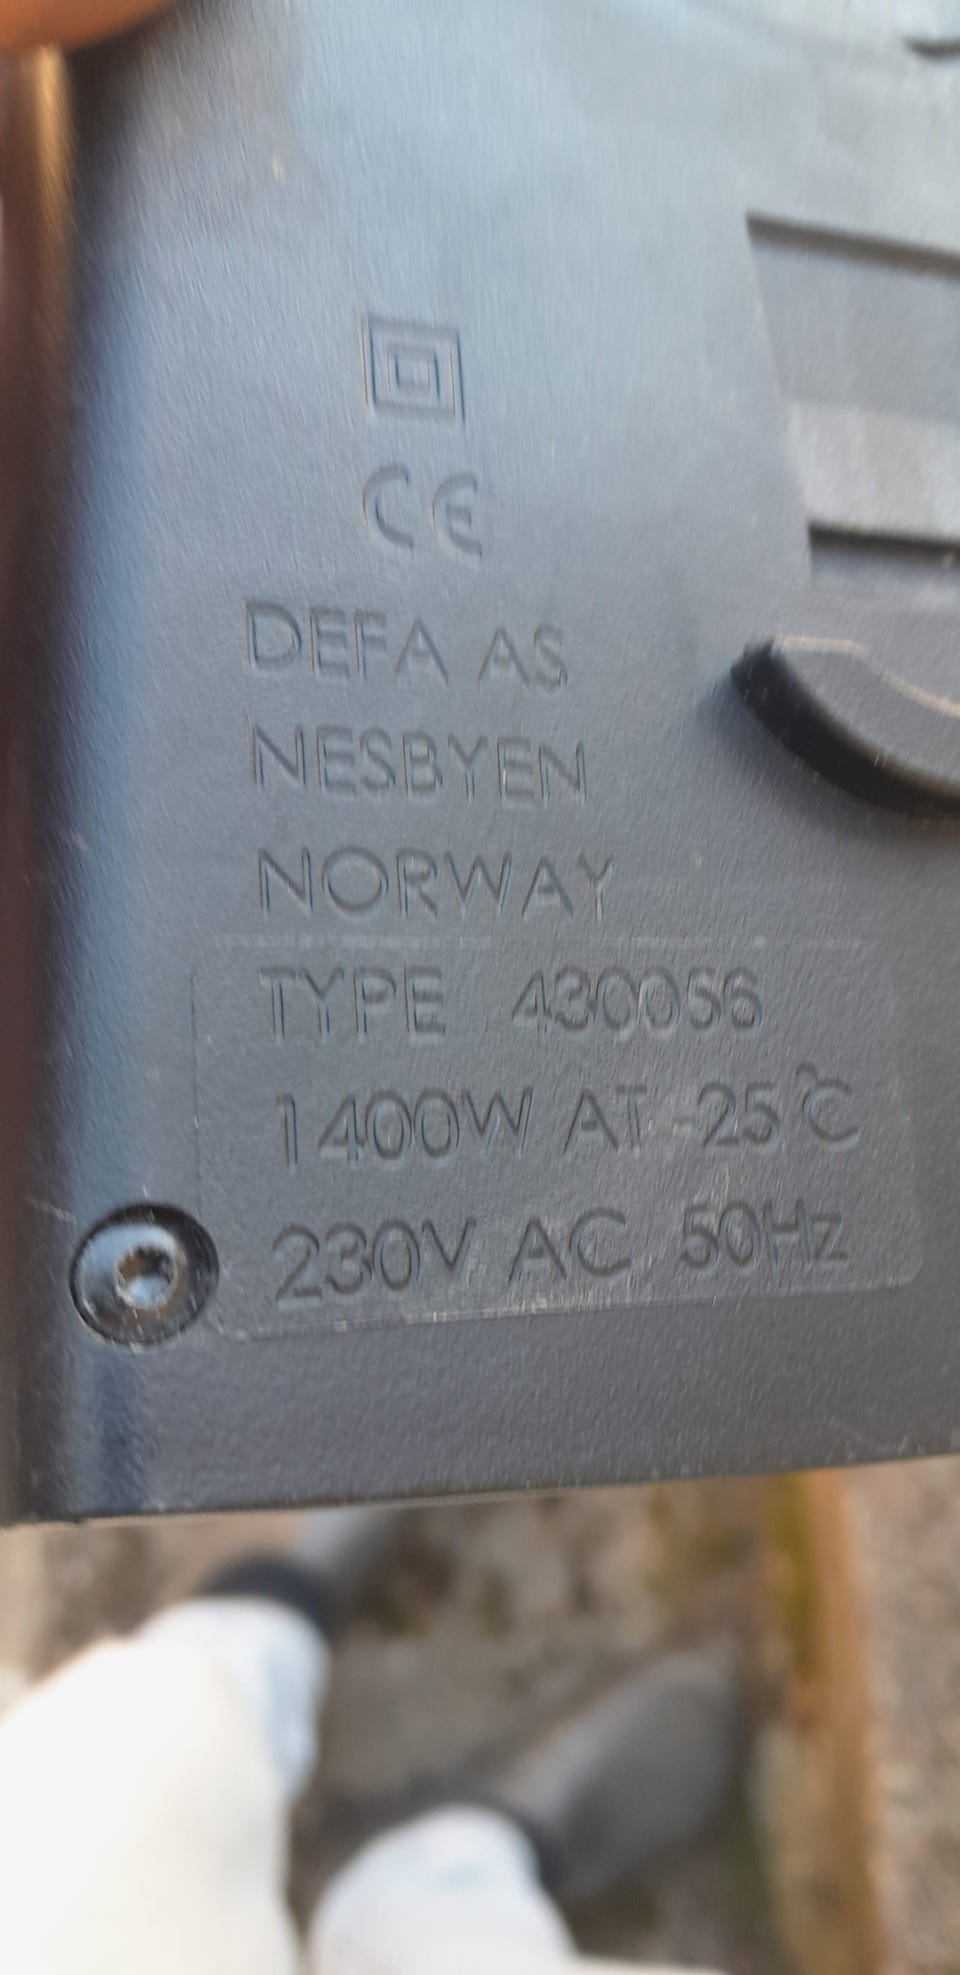 CE
DEFA AS
NESBYEN
NORWAY
TYPE 430056
1400W AT -25°C
230V AC 50Hz